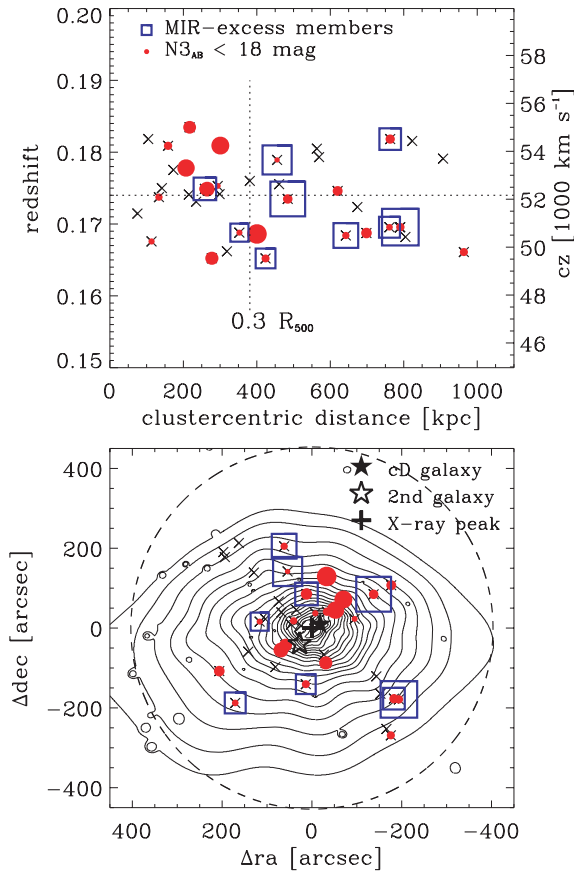 MIR-excess members
N3AB < 18 mag
0.20
0.19
0.18
0.17
0.16
0.15
redshift
58
56
54
52
50
48
46
44
cz [1000 km s-1]
0.3 R500
0 200 400 600 800 1000
clustercentric distance [kpc]
cD galaxy
2nd galaxy
X-ray peak
400
200
0
-200
-400
Δdec [arcsec]
400 200 0 -200 -400
Δra [arcsec]